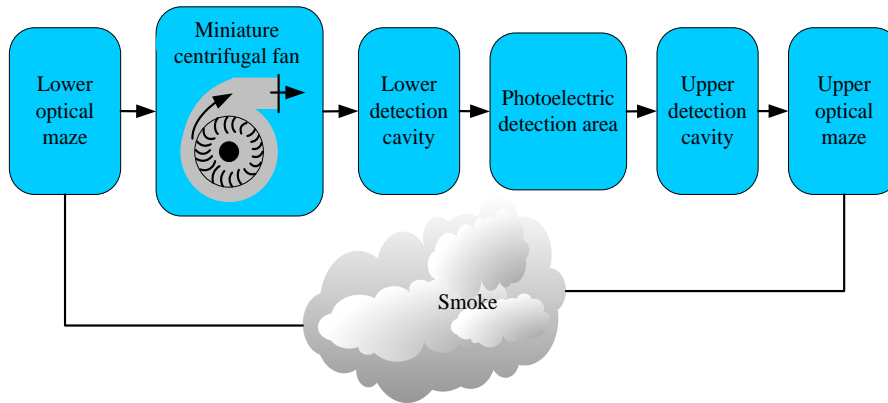 Lower
optical
maze
Miniature
centrifugal fan
Lower
detection
cavity
Photoelectric
detection area
Upper
detection
cavity
Upper
optical
maze
Smoke